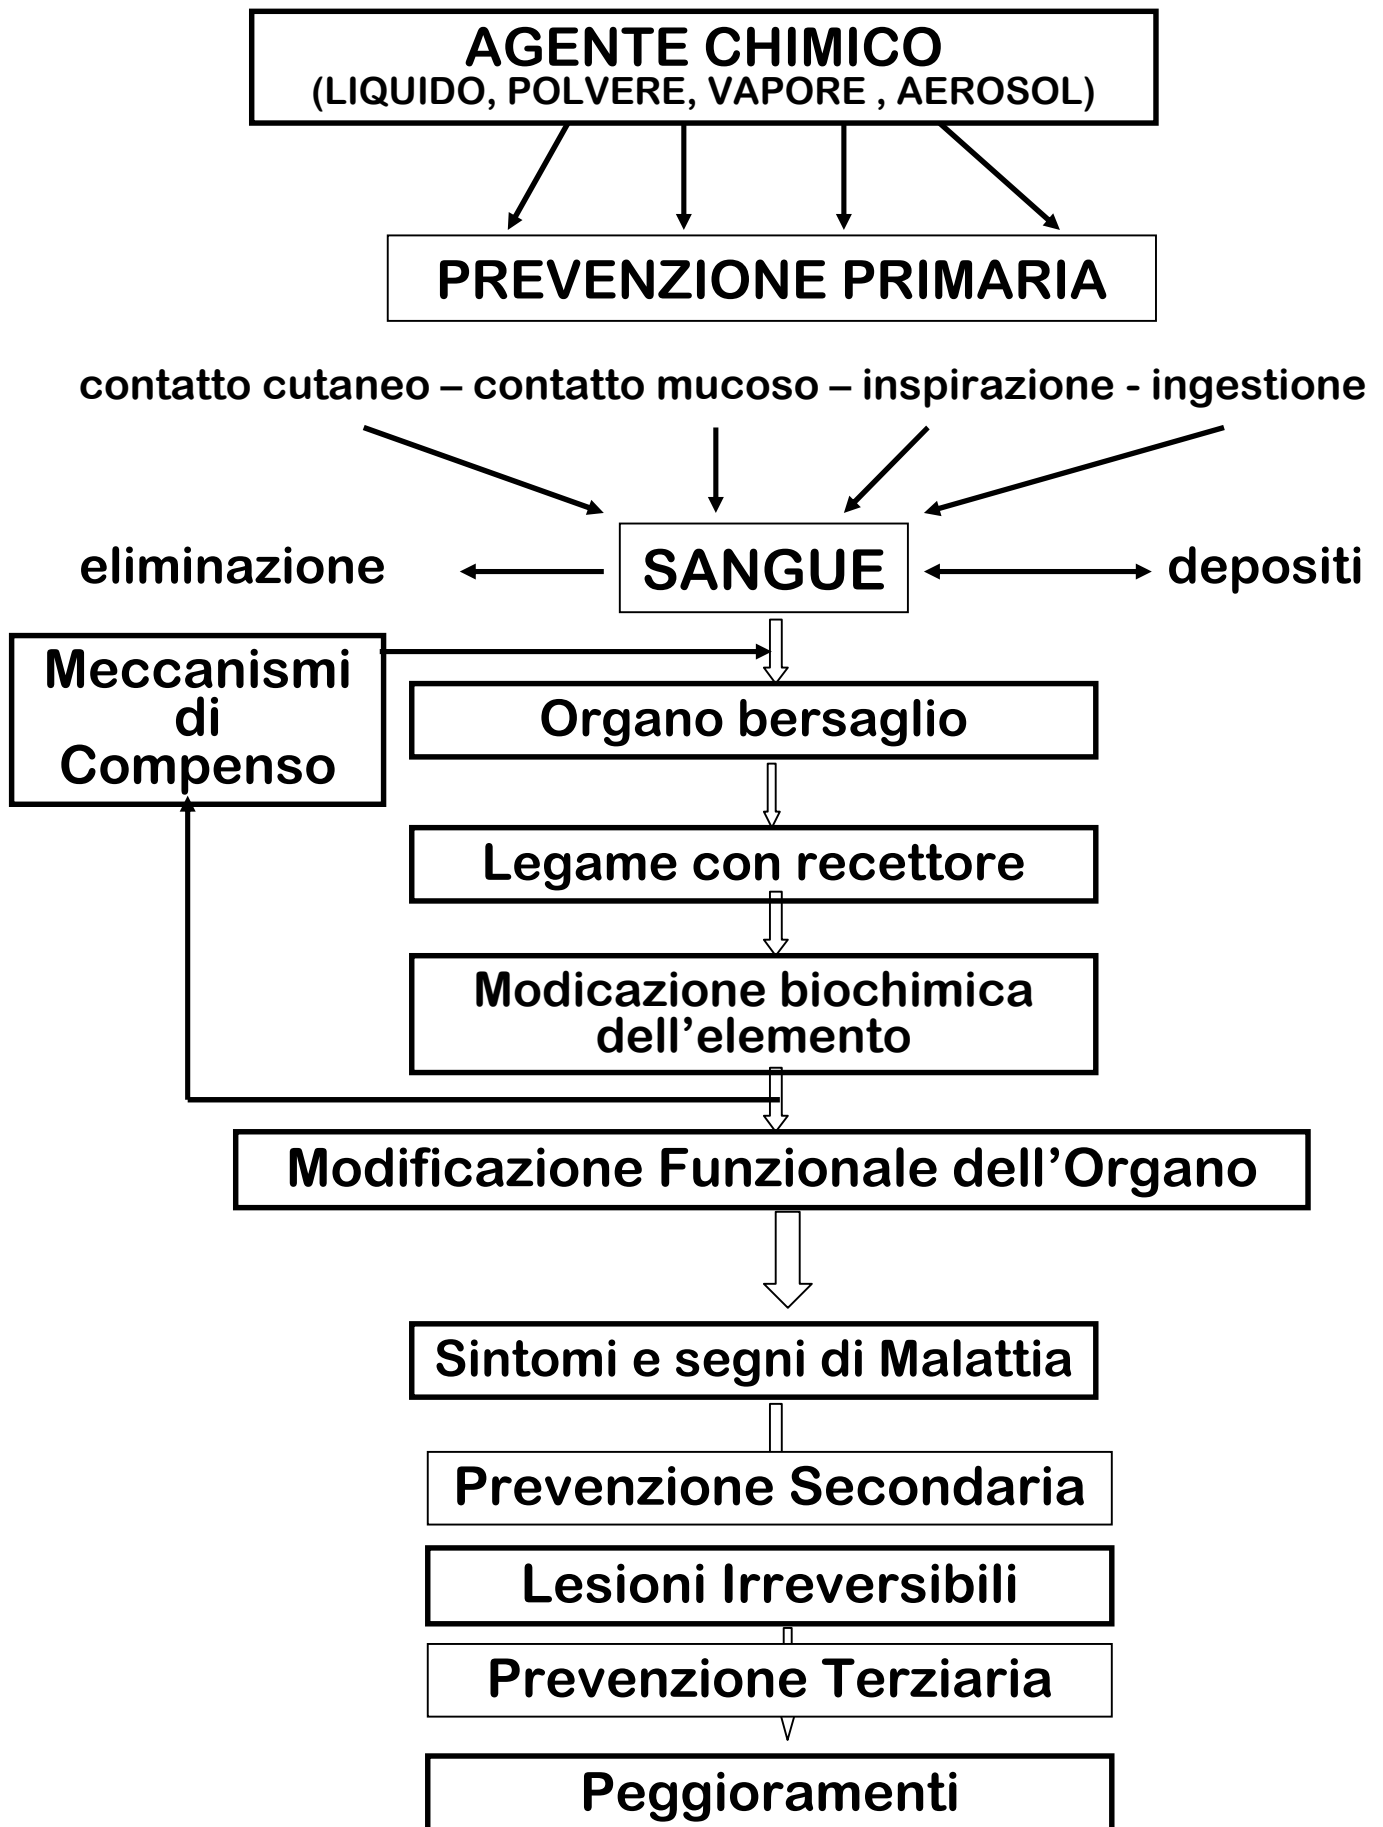 AGENTE CHIMICO
(LIQUIDO, POLVERE, VAPORE , AEROSOL)
PREVENZIONE PRIMARIA
contatto cutaneo – contatto mucoso – inspirazione - ingestione
eliminazione
SANGUE
depositi
Meccanismi
di
Compenso
Organo bersaglio
Legame con recettore
Modicazione biochimica
dell’elemento
Modificazione Funzionale dell’Organo
Sintomi e segni di Malattia
Prevenzione Secondaria
Lesioni Irreversibili
Prevenzione Terziaria
Peggioramenti